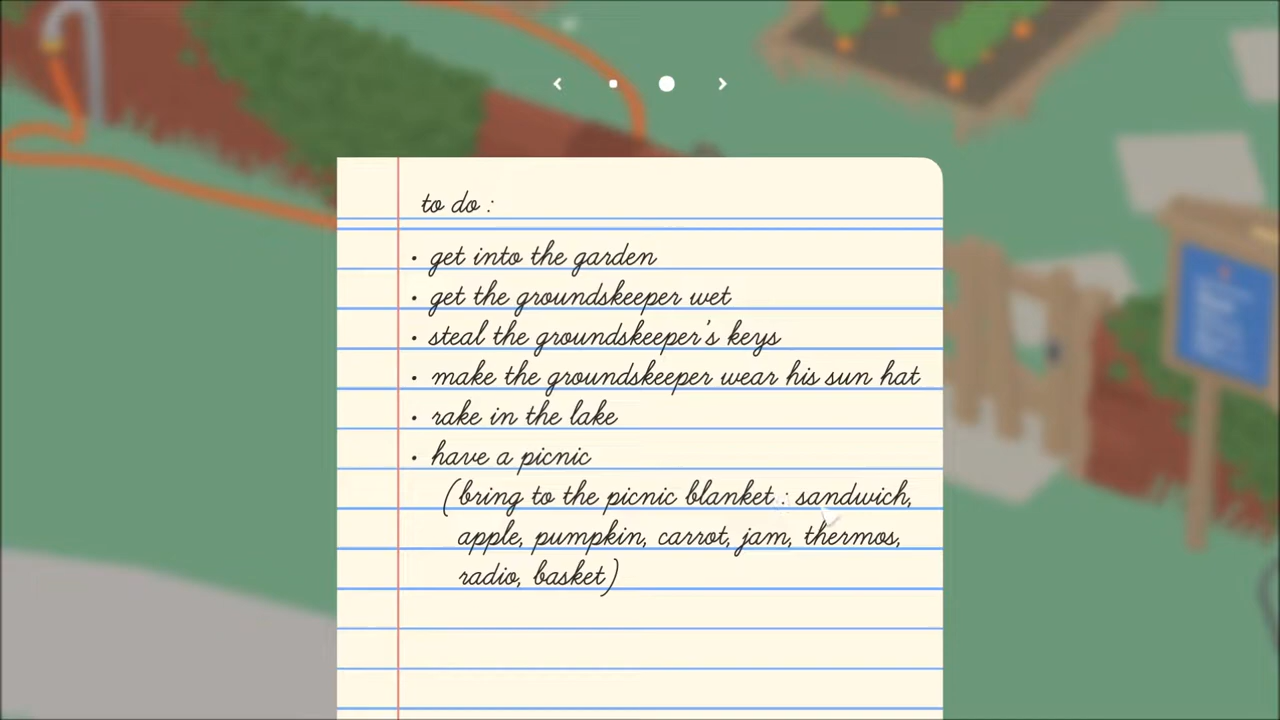 to do :
• get into the garden
• get the groundskeeper wet
• steal the groundskeeper's keys
• make the groundskeeper wear his sun hat
• rake in the lake
• have a picnic
(bring to the picnic blanket : sandwich,
apple, pumpkin, carrot, jam, thermos,
radio, basket)